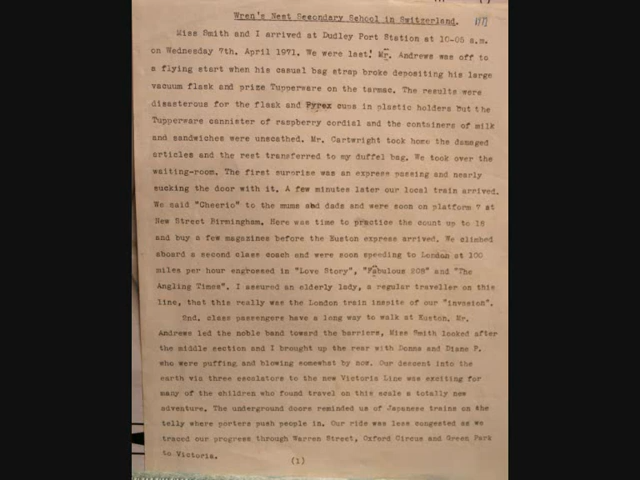 Wren's Nest Secondary School in Switzerland. 1971
Miss Smith and I arrived at Dudley Port Station at 10-05 a.m.
on Wednesday 7th. April 1971. We were last! Mr. Andrews was off to
a flying start when his casual bag strap broke depositing his large
vacuum flask and prize Tupperware on the tarmac. The results were
disastrous for the flask and Pyrex cups in plastic holders but the
Tupperware cannister of raspberry cordial and the containers of milk
and sandwiches were unscathed. Mr. Cartwright took home the damaged
articles and the rest transferred to my duffel bag. We took over the
waiting-room. The first surprise was an express passing and nearly
sucking the door with it. A few minutes later our local train arrived.
We said "Cheerio" to the mums and dads and were soon on platform 7 at
New Street Birmingham. Here was time to practice the count up to 18
and buy a few magazines before the Euston express arrived. We climbed
aboard a second class coach and were soon speeding to London at 100
miles per hour engrossed in "Love Story", "Fabulous 208" and "The
Angling Times". I assured an elderly lady, a regular traveller on this
line, that this really was the London train inspite of our "invasion".
2nd. class passengers have a long way to walk at Euston. Mr.
Andrews led the noble band toward the barriers, Miss Smith looked after
the middle section and I brought up the rear with Donna and Diane P.
who were puffing and blowing somewhat by now. Our descent into the
earth via three escalators to the new Victoria Line was exciting for
many of the children who found travel on this scale a totally new
adventure. The underground doors reminded us of Japanese trains on the
telly where porters push people in. Our ride was less congested as we
traced our progress through Warren Street, Oxford Circus and Green Park
to Victoria.
(1)